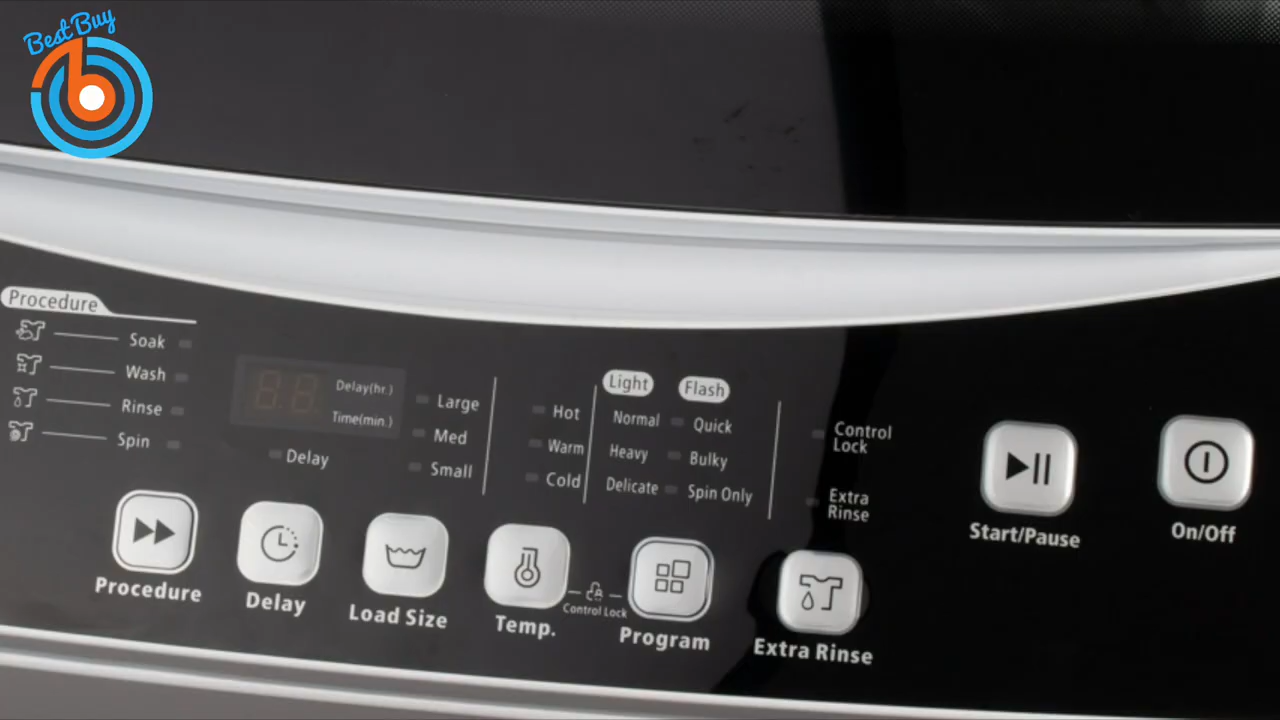 Best Buy
Procedure
Soak
Wash
Rinse
Spin
Delay(hr.)
Time(min.)
Delay
Large
Med
Small
Hot
Warm
Cold
Light
Flash
Normal
Quick
Heavy
Bulky
Delicate
Spin Only
Control
Lock
Extra
Rinse
Procedure
Delay
Load Size
Temp.
Control Lock
Program
Extra Rinse
Start/Pause
On/Off